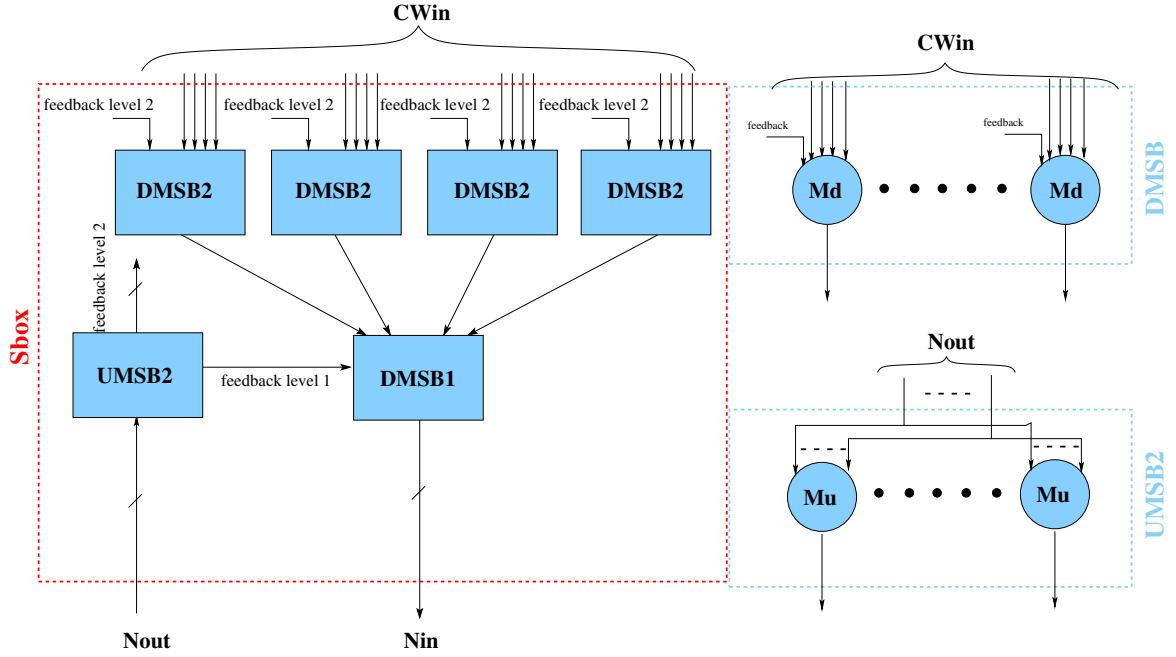 CWin
feedback level 2
feedback level 2
feedback level 2
feedback level 2
DMSB2
DMSB2
DMSB2
DMSB2
feedback level 2
Sbox
UMSB2
feedback level 1
DMSB1
Nout
Nin
CWin
feedback
feedback
Md
Md
DMSB
Nout
Mu
Mu
UMSB2